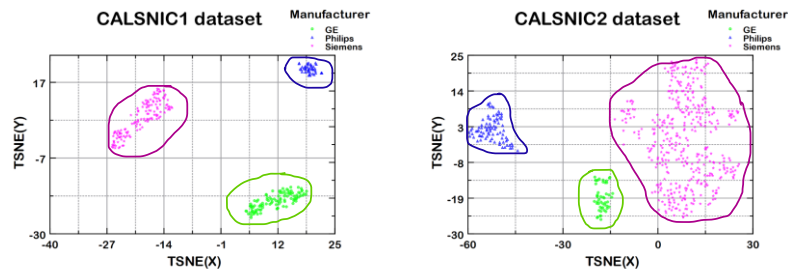 CALSNIC1 dataset
Manufacturer
GE
Philips
Siemens
TSNE(Y)
17
-7
-30
-40
-27
-14
-1
12
25
TSNE(X)
CALSNIC2 dataset
Manufacturer
GE
Philips
Siemens
TSNE(Y)
25
14
3
-8
-19
-30
-60
-30
0
30
TSNE(X)